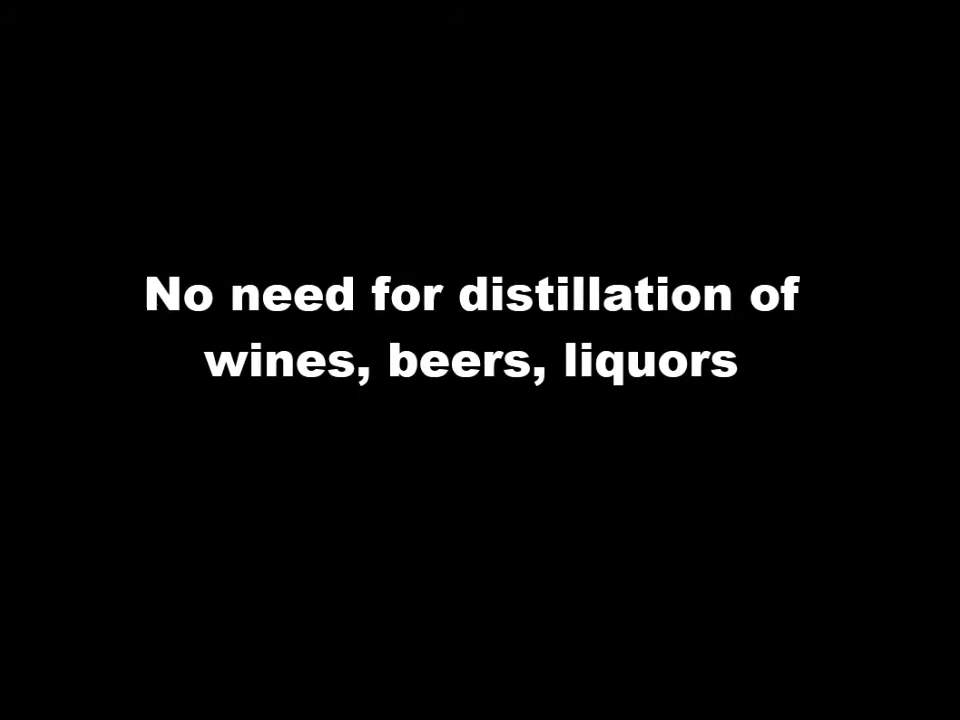 No need for distillation of
wines, beers, liquors